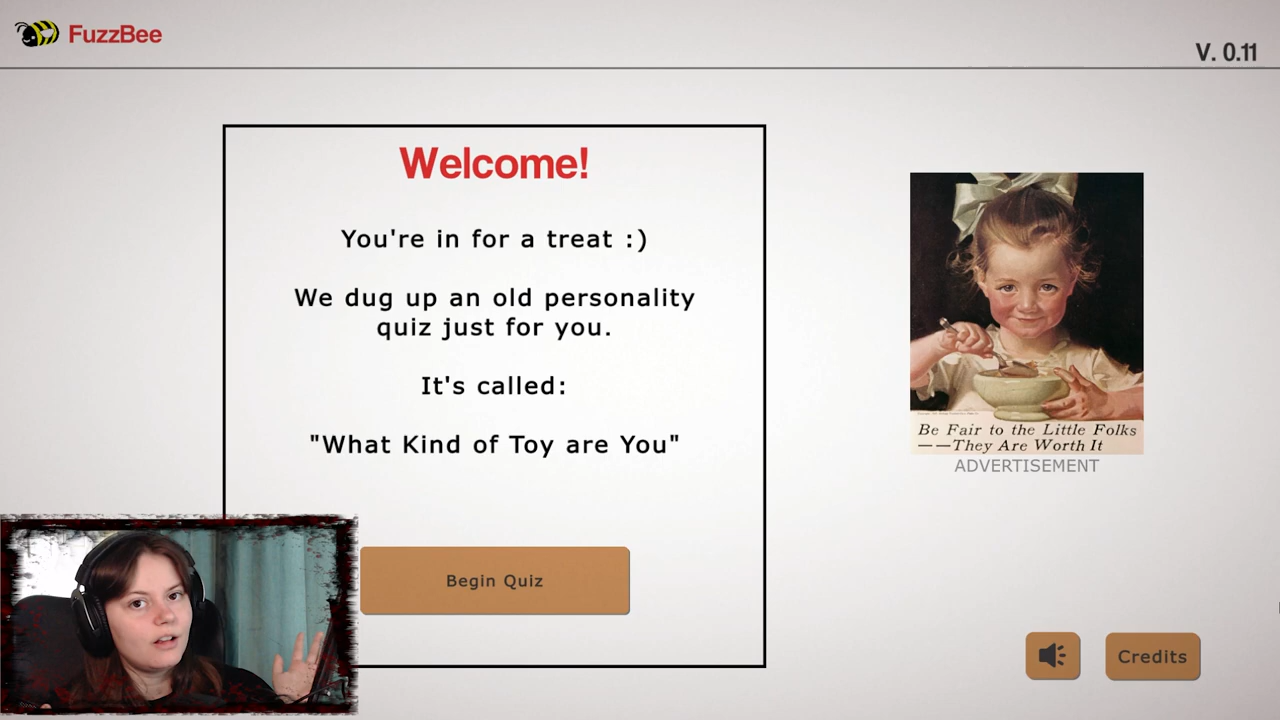 FuzzBee
V. 0.11
Welcome!
You're in for a treat :)
We dug up an old personality
quiz just for you.
It's called:
"What Kind of Toy are You"
Begin Quiz
Be Fair to the Little Folks
——They Are Worth It
ADVERTISEMENT
Credits